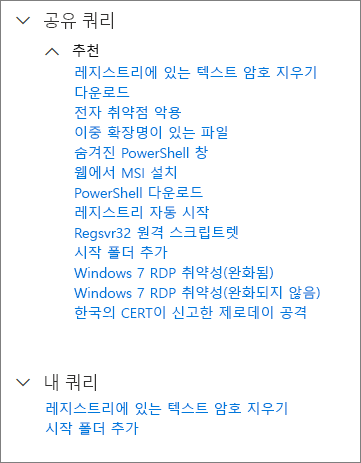 공유 쿼리
추천
레지스트리에 있는 텍스트 암호 지우기
다운로드
전자 취약점 악용
이중 확장명이 있는 파일
숨겨진 PowerShell 창
웹에서 MSI 설치
PowerShell 다운로드
레지스트리 자동 시작
Regsvr32 원격 스크립트렛
시작 폴더 추가
Windows 7 RDP 취약성(완화됨)
Windows 7 RDP 취약성(완화되지 않음)
한국의 CERT이 신고한 제로데이 공격
내 쿼리
레지스트리에 있는 텍스트 암호 지우기
시작 폴더 추가